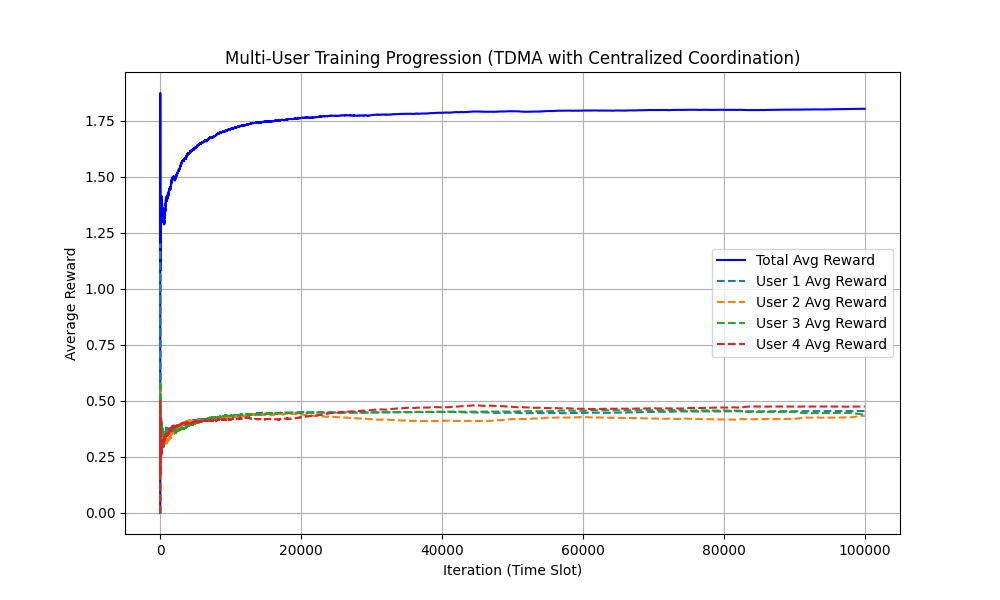 Multi-User Training Progression (TDMA with Centralized Coordination)
Average Reward
1.75
1.50
1.25
1.00
0.75
0.50
0.25
0.00
Total Avg Reward
User 1 Avg Reward
User 2 Avg Reward
User 3 Avg Reward
User 4 Avg Reward
0 20000 40000 60000 80000 100000
Iteration (Time Slot)